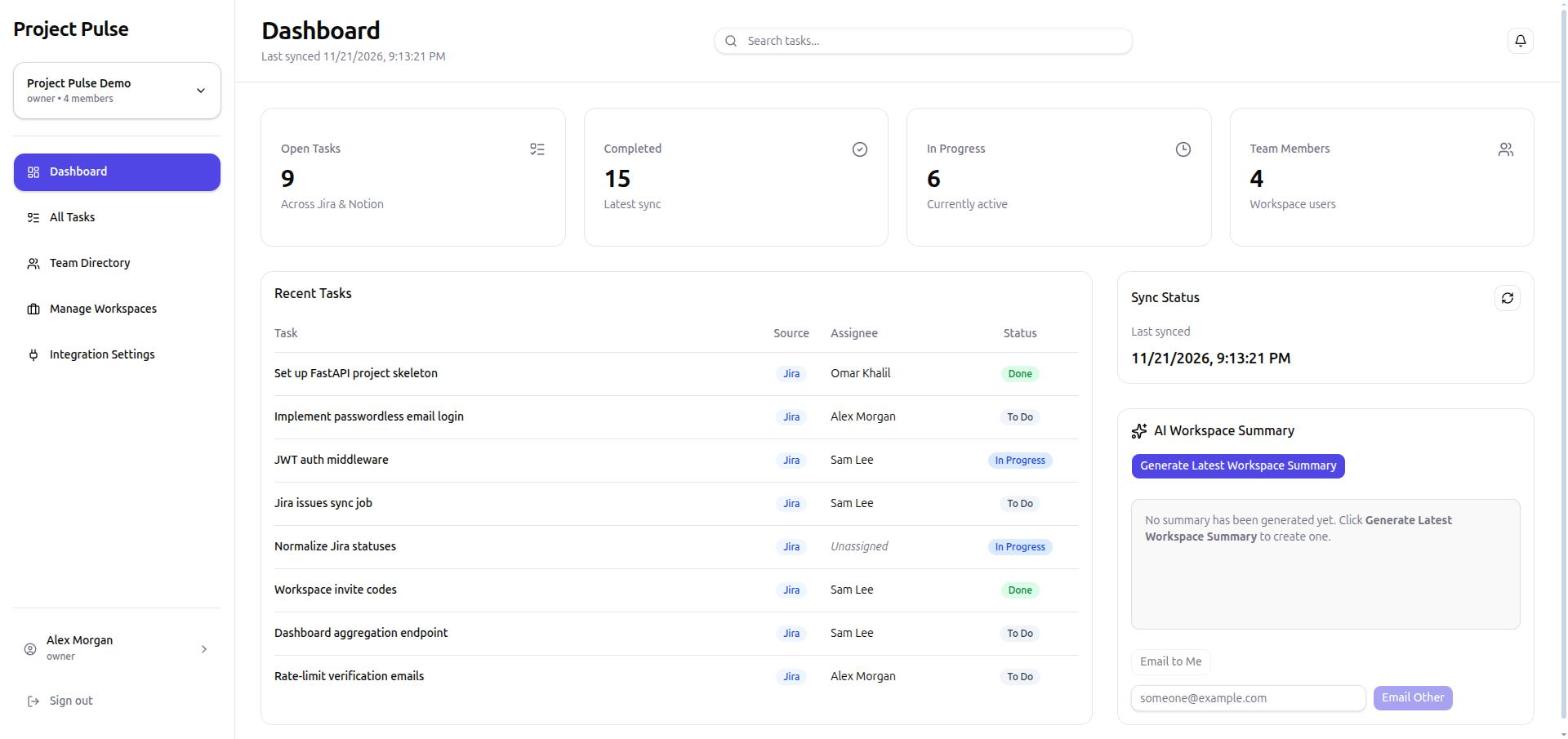 Project Pulse
Project Pulse Demo
owner • 4 members
Dashboard
All Tasks
Team Directory
Manage Workspaces
Integration Settings
Alex Morgan
owner
Sign out
Dashboard
Last synced 11/21/2026, 9:13:21 PM
Search tasks...
Open Tasks
9
Across Jira & Notion
Completed
15
Latest sync
In Progress
6
Currently active
Team Members
4
Workspace users
Recent Tasks
Task Source Assignee Status
Set up FastAPI project skeleton Jira Omar Khalil Done
Implement passwordless email login Jira Alex Morgan To Do
JWT auth middleware Jira Sam Lee In Progress
Jira issues sync job Jira Sam Lee To Do
Normalize Jira statuses Jira Unassigned In Progress
Workspace invite codes Jira Sam Lee Done
Dashboard aggregation endpoint Jira Sam Lee To Do
Rate-limit verification emails Jira Alex Morgan To Do
Sync Status
Last synced
11/21/2026, 9:13:21 PM
AI Workspace Summary
Generate Latest Workspace Summary
No summary has been generated yet. Click Generate Latest
Workspace Summary to create one.
Email to Me
someone@example.com Email Other